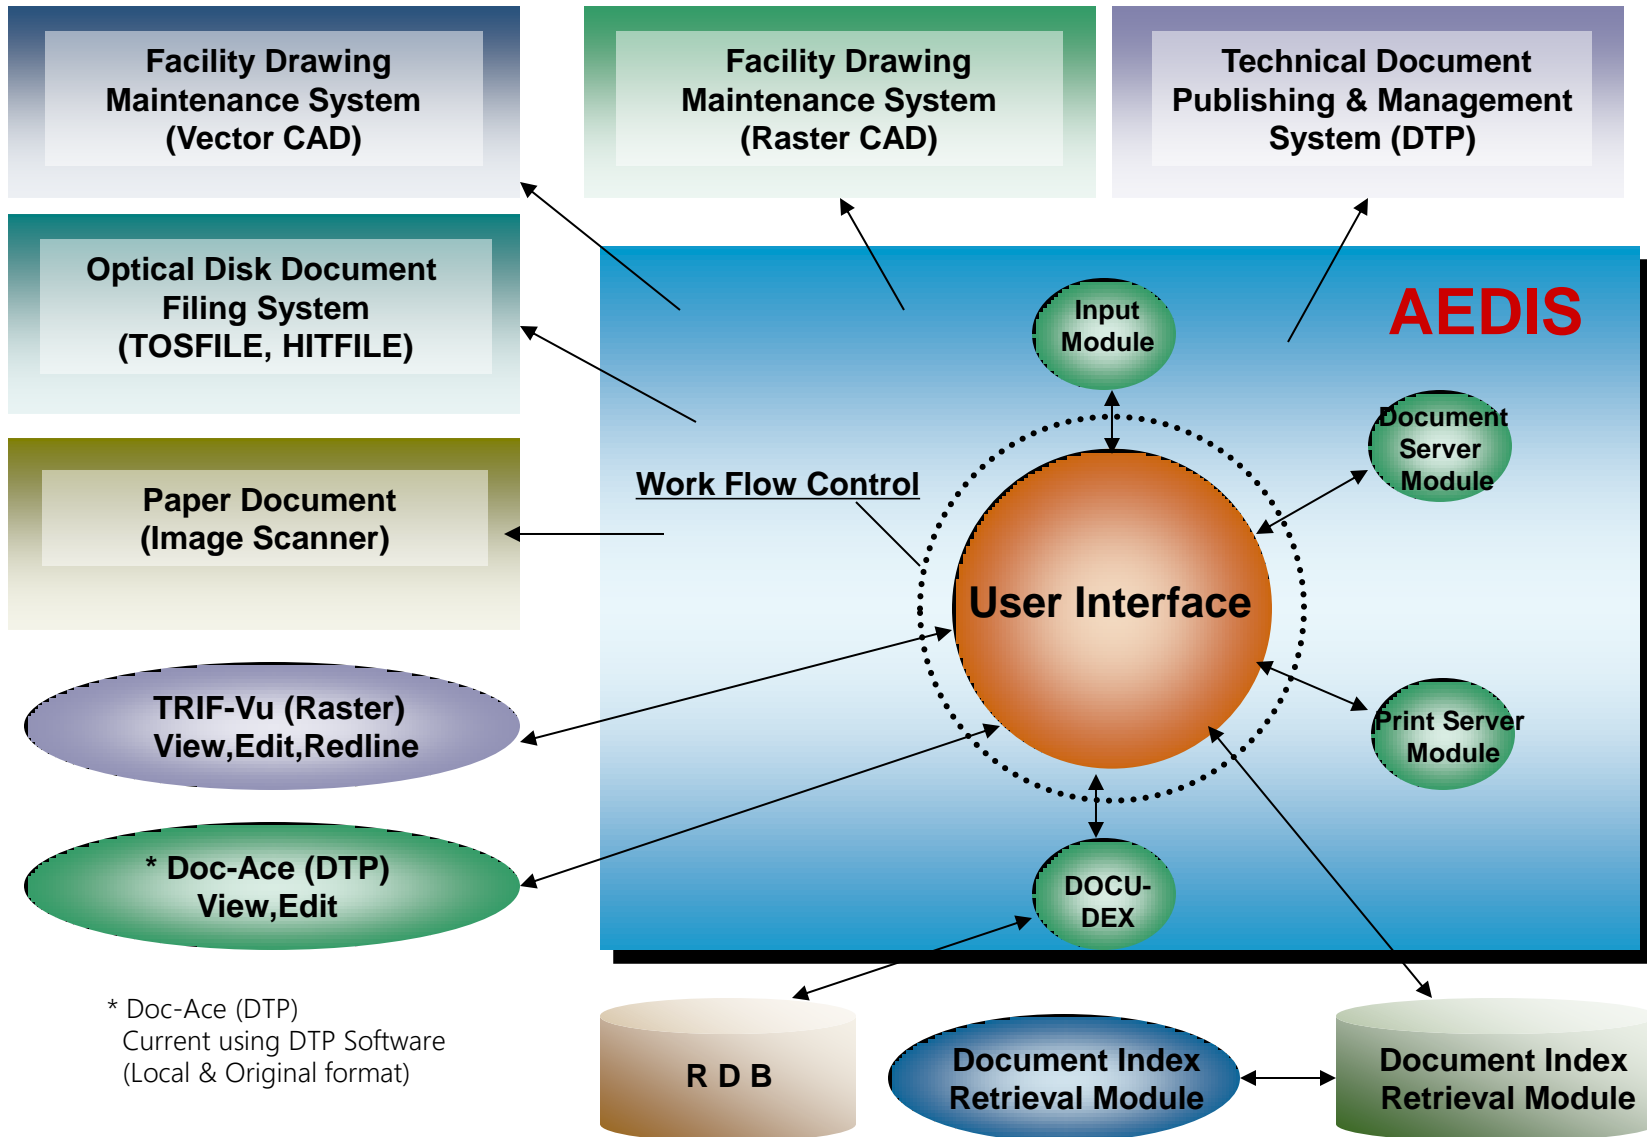 Facility Drawing
Maintenance System
(Vector CAD)
Facility Drawing
Maintenance System
(Raster CAD)
Technical Document
Publishing & Management
System (DTP)
Optical Disk Document
Filing System
(TOSFILE, HITFILE)
Paper Document
(Image Scanner)
TRIF-Vu (Raster)
View,Edit,Redline
* Doc-Ace (DTP)
View,Edit
* Doc-Ace (DTP)
Current using DTP Software
(Local & Original format)
AEDIS
Input
Module
Document
Server
Module
Work Flow Control
User Interface
Print Server
Module
DOCU-
DEX
R D B
Document Index
Retrieval Module
Document Index
Retrieval Module